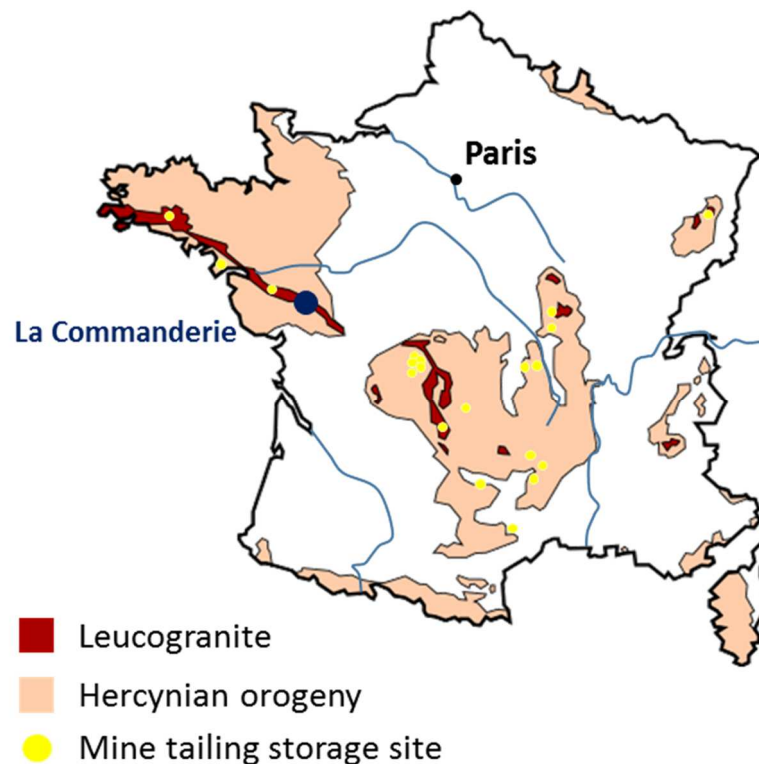 Paris
La Commanderie
Leucogranite
Hercynian orogeny
Mine tailing storage site